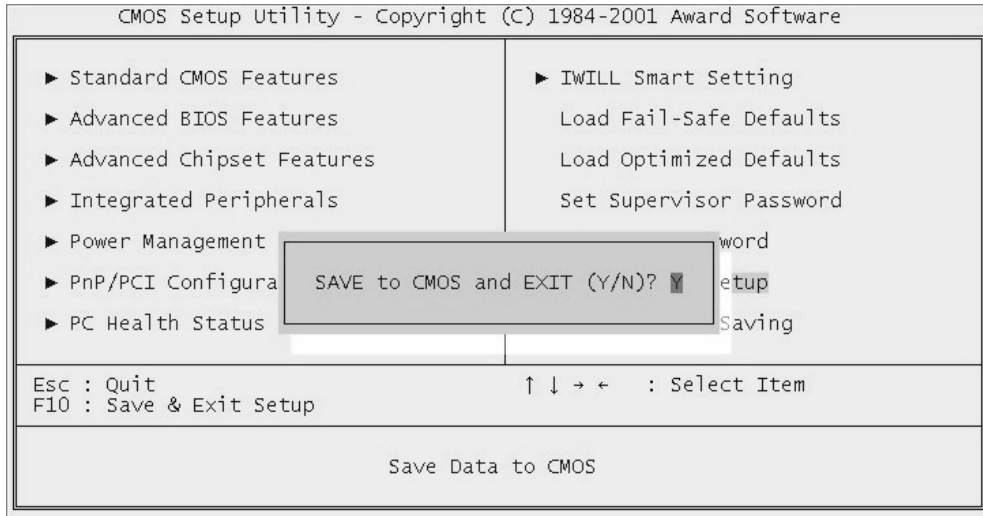 CMOS Setup Utility - Copyright (C) 1984-2001 Award Software
► Standard CMOS Features
► Advanced BIOS Features
► Advanced Chipset Features
► Integrated Peripherals
► Power Management
► PnP/PCI Configura
► PC Health Status
► IWILL Smart Setting
Load Fail-Safe Defaults
Load Optimized Defaults
Set Supervisor Password
word
etup
Saving
SAVE to CMOS and EXIT (Y/N)? Y
Esc : Quit
F10 : Save & Exit Setup
↑ ↓ → ← : Select Item
Save Data to CMOS